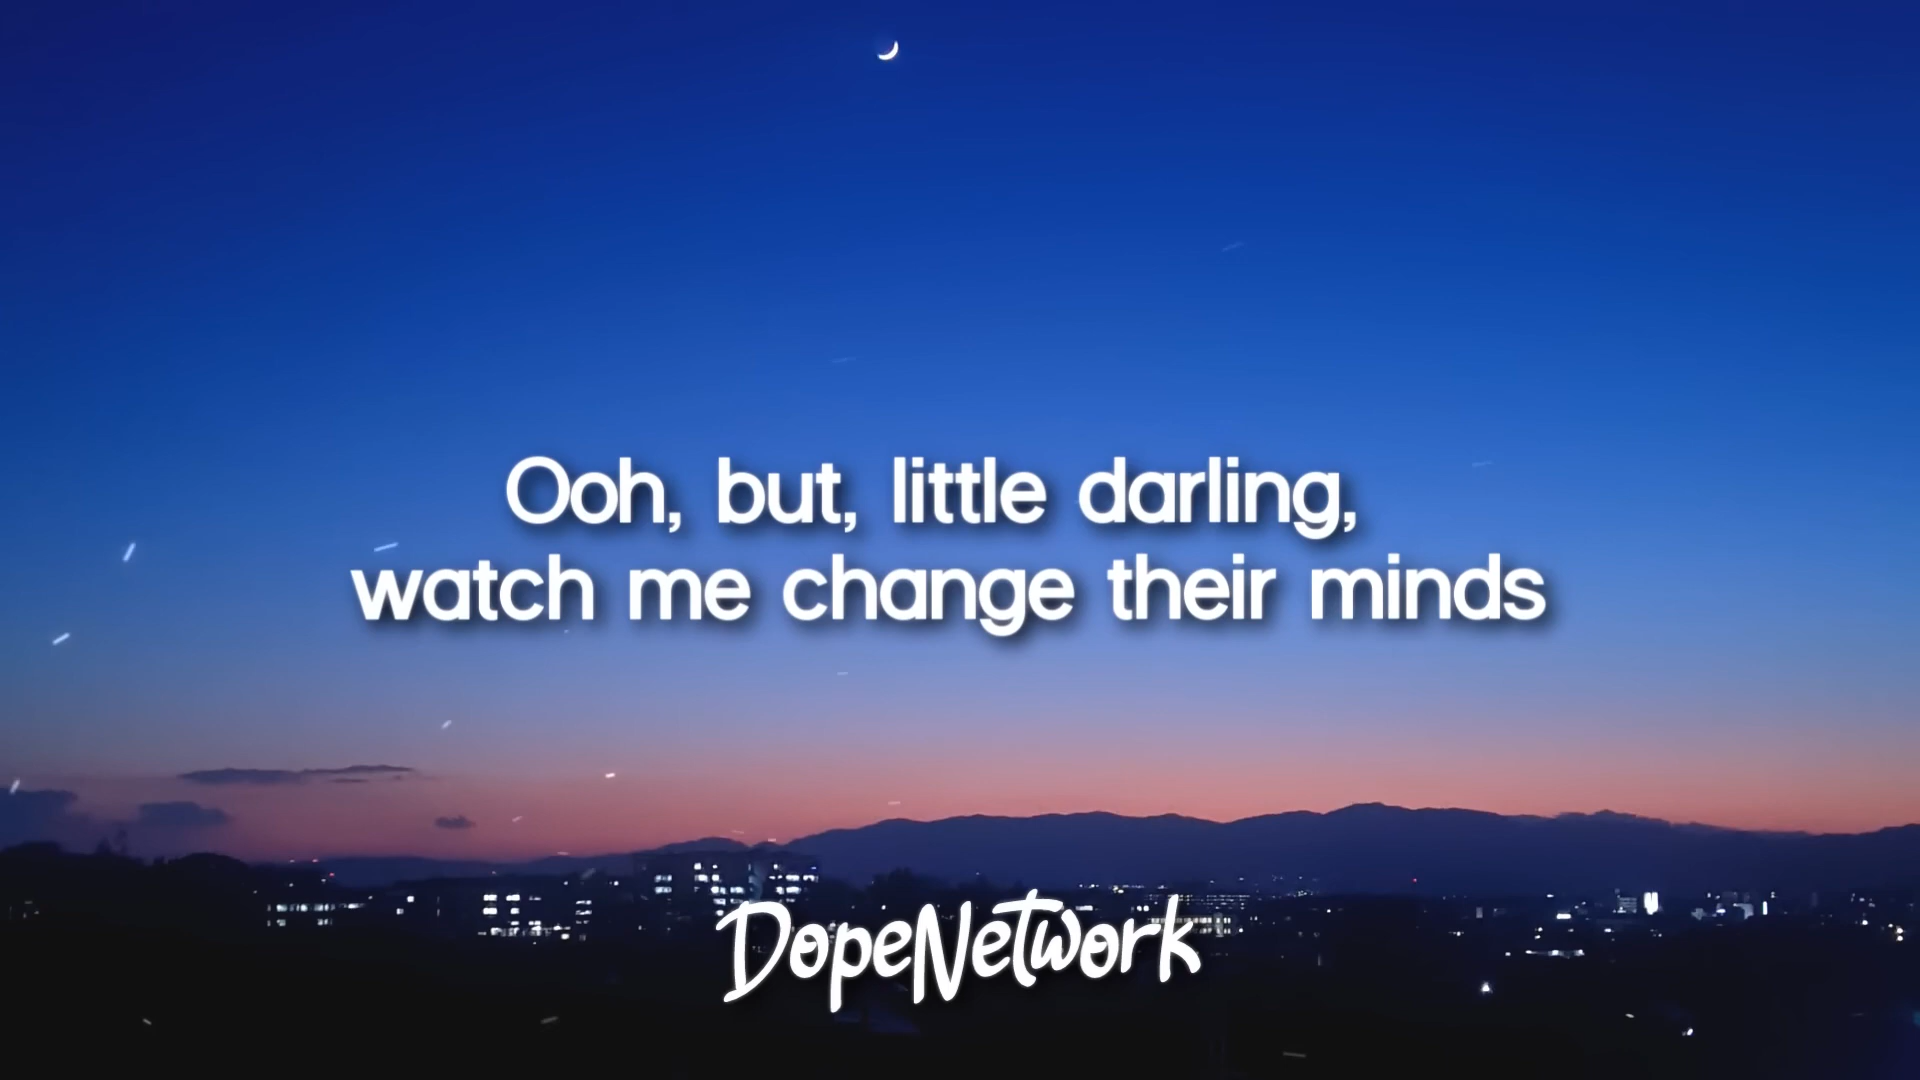 Ooh, but, little darling,
watch me change their minds
DopeNetwork